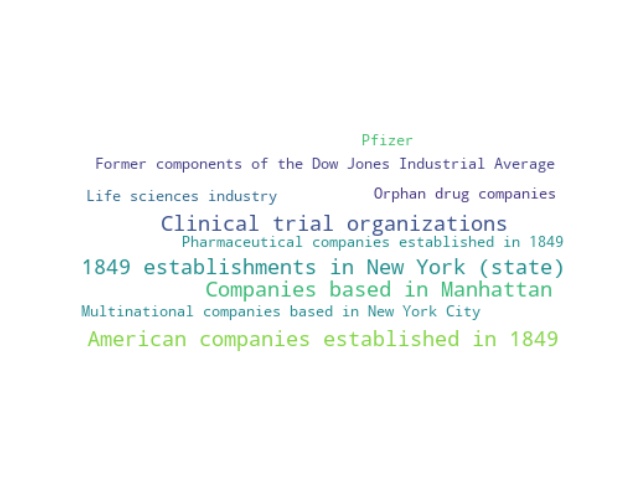 Pfizer
Former components of the Dow Jones Industrial Average
Life sciences industry
Orphan drug companies
Clinical trial organizations
Pharmaceutical companies established in 1849
1849 establishments in New York (state)
Companies based in Manhattan
Multinational companies based in New York City
American companies established in 1849